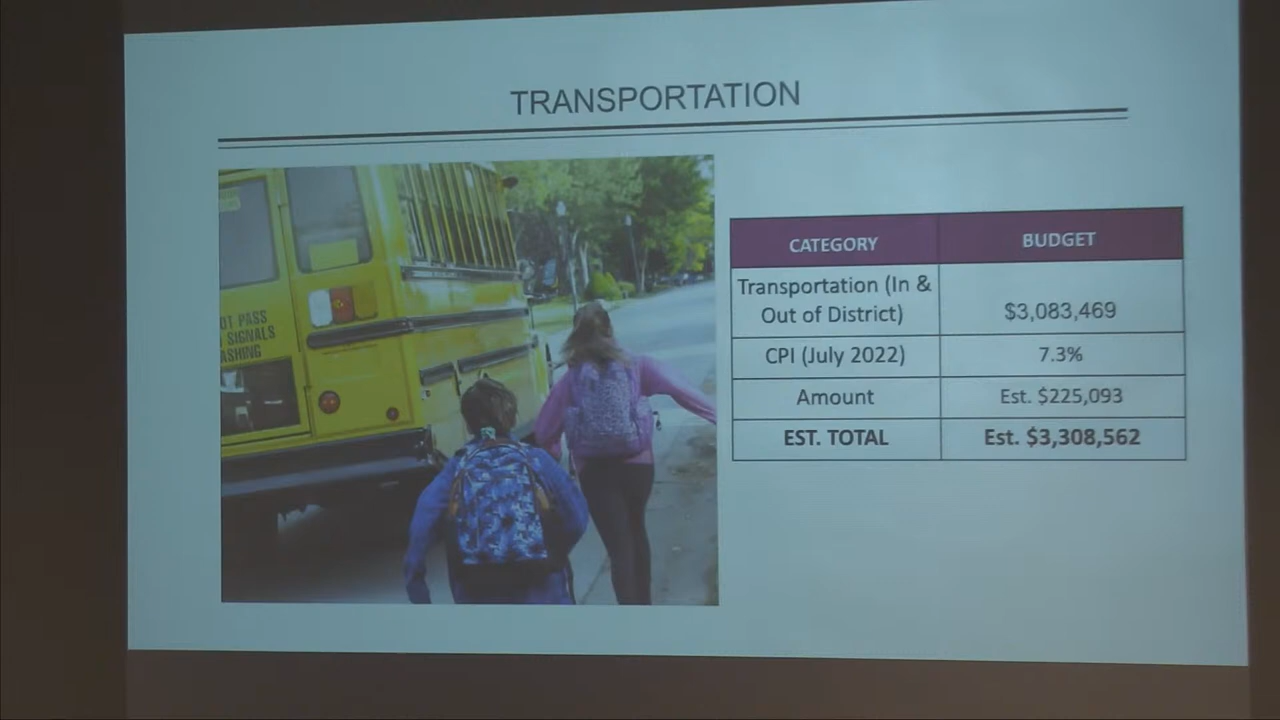 TRANSPORTATION
OT PASS
SIGNALS
ASHING
CATEGORY BUDGET
Transportation (In &
Out of District) $3,083,469
CPI (July 2022) 7.3%
Amount Est. $225,093
EST. TOTAL Est. $3,308,562